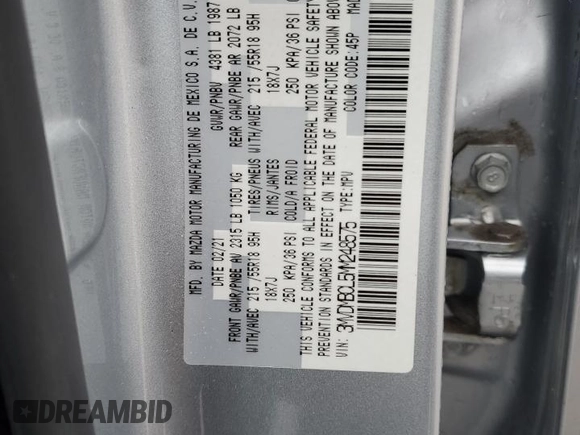 MFD. BY MAZDA MOTOR MANUFACTURING DE MEXICO S.A. DE C.V.
DATE 02/21 GVWR/PNBV 4381 LB 1987
FRONT GAWR/PNBE AV 2315 LB 1050 KG REAR GAWR/PNBE AR 2072 LB
WITH/AVEC 215 /55R18 95H TIRES/PNEUS WITH/AVEC 215 /55R18 95H
18X7J RIMS/JANTES 18X7J
250 KPA/36 PSI COLD/A FROID 250 KPA/36 PSI
THIS VEHICLE CONFORMS TO ALL APPLICABLE FEDERAL MOTOR VEHICLE SAFETY
PREVENTION STANDARDS IN EFFECT ON THE DATE OF MANUFACTURE SHOWN ABOV
VIN: 3MVDMBCL5MM248575 TYPE:MPV COLOR CODE:45P MAD
DREAMBID